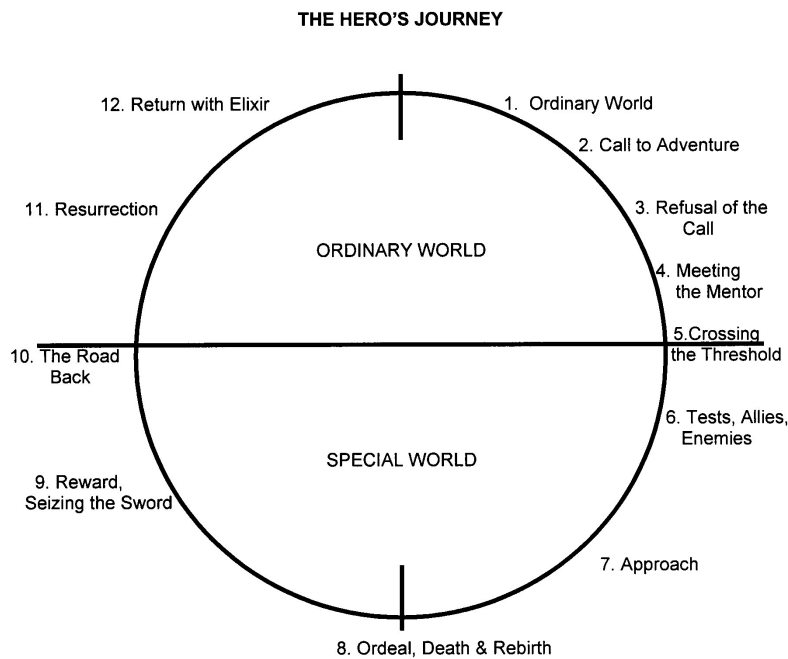 THE HERO'S JOURNEY
12. Return with Elixir
1. Ordinary World
2. Call to Adventure
11. Resurrection
3. Refusal of the
Call
ORDINARY WORLD
4. Meeting
the Mentor
5.Crossing
the Threshold
10. The Road
Back
6. Tests, Allies,
Enemies
SPECIAL WORLD
9. Reward,
Seizing the Sword
7. Approach
8. Ordeal, Death & Rebirth